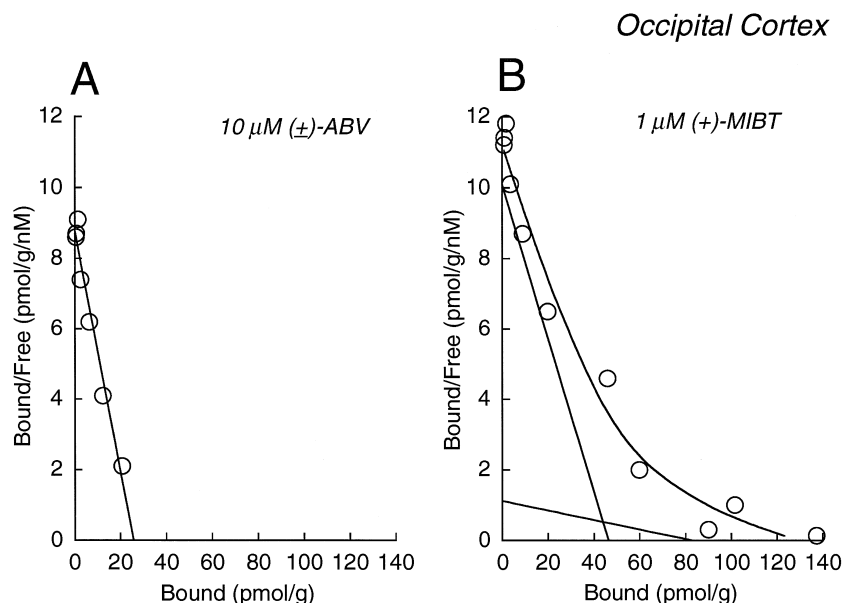 Occipital Cortex
A
B
10 µM (±)-ABV
1 µM (+)-MIBT
12
10
8
6
4
2
0
Bound/Free (pmol/g/nM)
0 20 40 60 80 100 120 140
Bound (pmol/g)
12
10
8
6
4
2
0
Bound/Free (pmol/g/nM)
0 20 40 60 80 100 120 140
Bound (pmol/g)